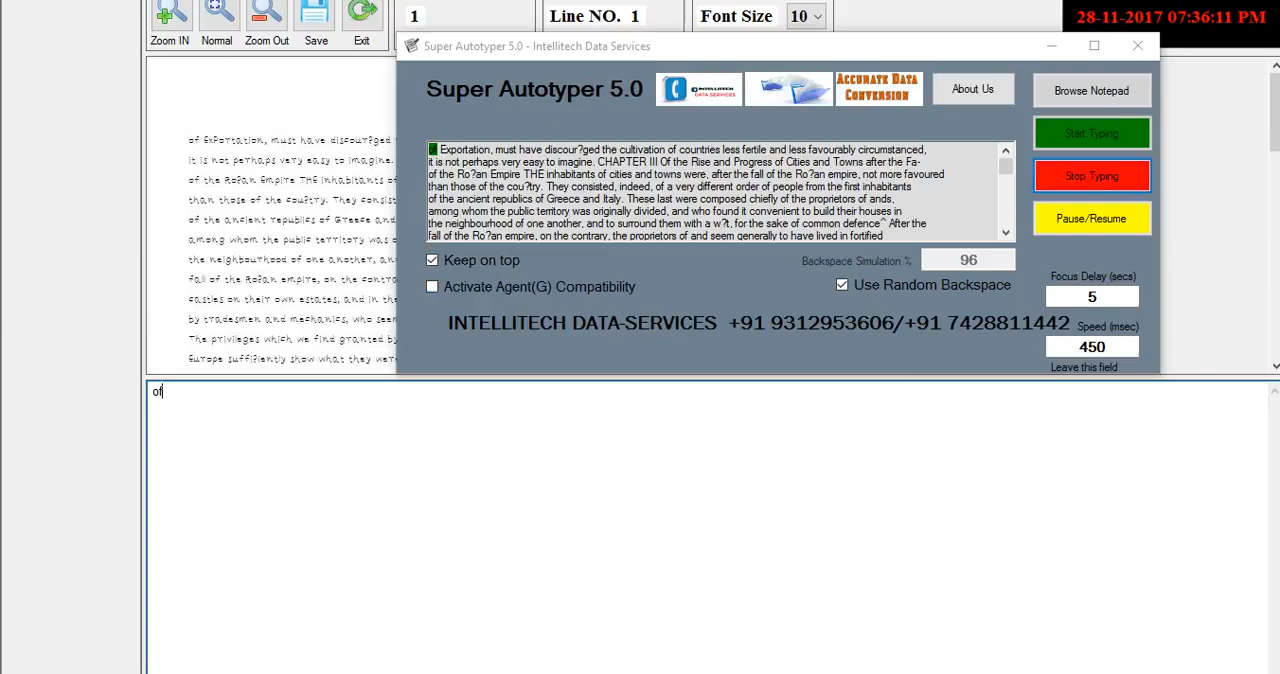 1
Line NO. 1
Font Size
10
28-11-2017 07:36:11 PM
Zoom IN
Normal
Zoom Out
Save
Exit
Super Autotyper 5.0 - Intellitech Data Services
Super Autotyper 5.0
INTELLITECH
DATA SERVICES
ACCURATE DATA
CONVERSION
About Us
Browse Notepad
Start Typing
Stop Typing
Pause/Resume
of Exportation, must have discour?ged the cultivation of countries less fertile and less favourably circumstanced,
it is not perhaps very easy to imagine. CHAPTER III Of the Rise and Progress of Cities and Towns after the Fa-
of the Ro?an Empire THE inhabitants of cities and towns were, after the fall of the Ro?an empire, not more favoured
than those of the cou?try. They consisted, indeed, of a very different order of people from the first inhabitants
of the ancient republics of Greece and Italy. These last were composed chiefly of the proprietors of ands,
among whom the public territory was originally divided, and who found it convenient to build their houses in
the neighbourhood of one another, and to surround them with a w?t, for the sake of common defence^ After the
fall of the Ro?an empire, on the contrary, the proprietors of and seem generally to have lived in fortified
Keep on top
Backspace Simulation %
96
Activate Agent(G) Compatibility
Use Random Backspace
Focus Delay (secs)
5
INTELLITECH DATA-SERVICES +91 9312953606/+91 7428811442
Speed (msec)
450
Leave this field
of ExPortation, must have discour?ged
it is not perhaps very easy to imagine.
of the Ro?an Empire THE inhabitants of
than those of the cou?try. They consist
of the ancient republics of Greece and
among whom the public territory was
the neighbourhood of one another, an
fall of the Ro?an empire, on the contra
castles on their own estates, and in the
by tradesmen and mechanics, who seem
The privileges which we find granted by
Europe sufficiently show what they were
of